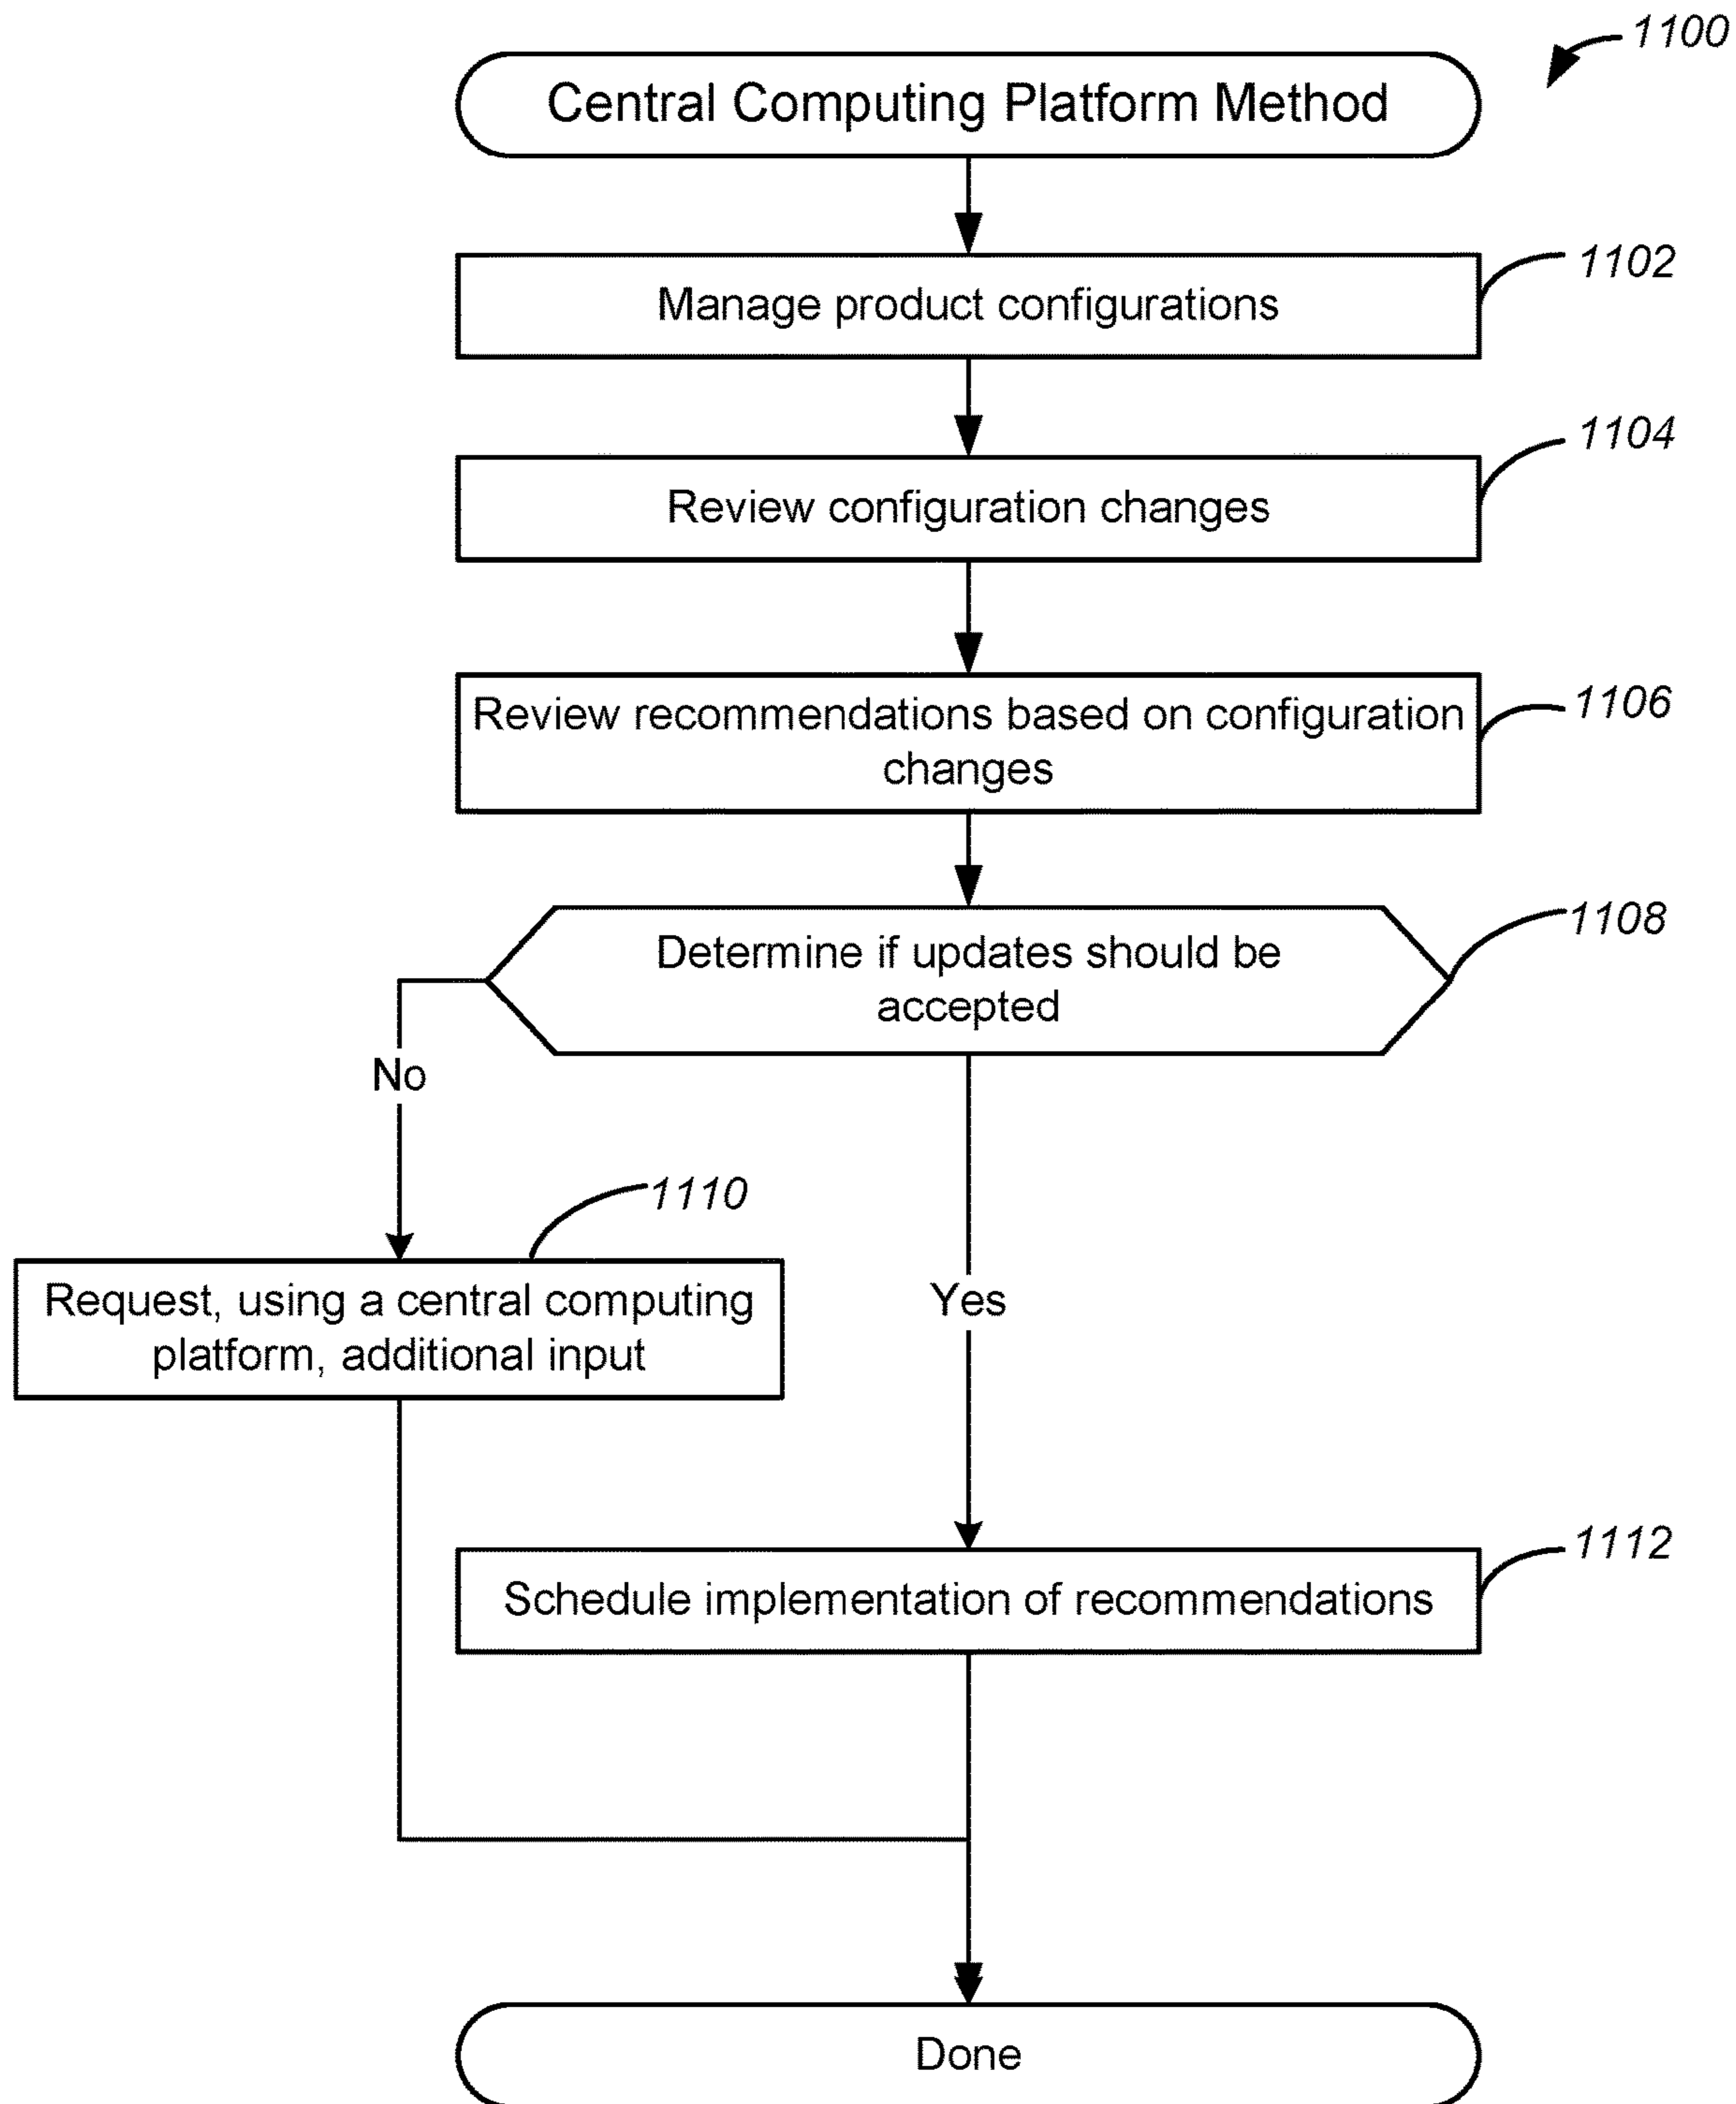 1100
Central Computing Platform Method
1102
Manage product configurations
1104
Review configuration changes
1106
Review recommendations based on configuration
changes
1108
Determine if updates should be
accepted
No
1110
Request, using a central computing
platform, additional input
Yes
1112
Schedule implementation of recommendations
Done